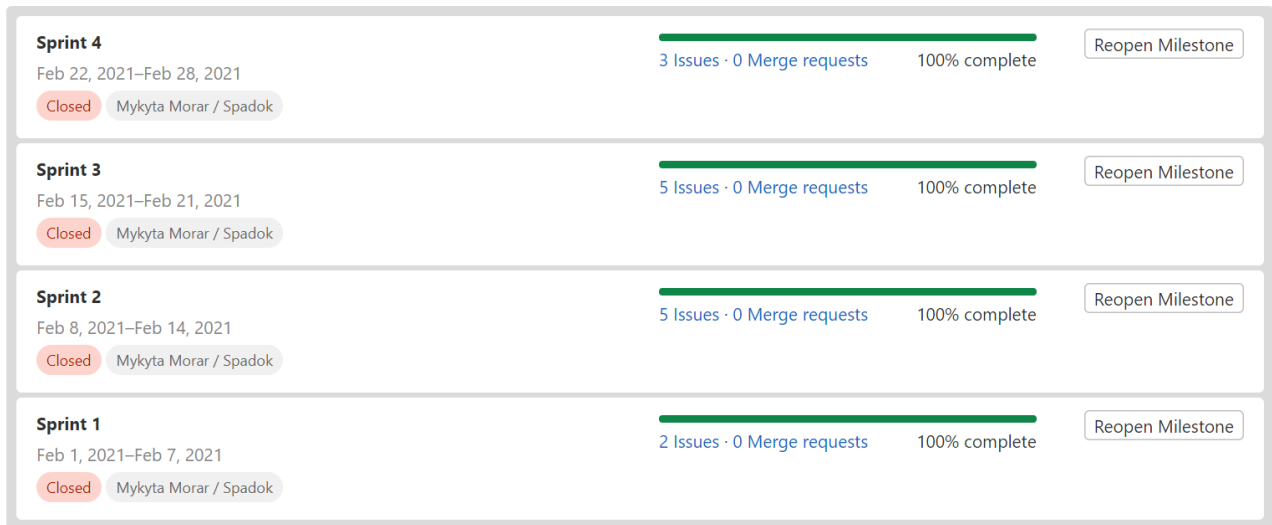 Sprint 4
Feb 22, 2021–Feb 28, 2021
Closed Mykyta Morar / Spadok
3 Issues · 0 Merge requests 100% complete
Reopen Milestone
Sprint 3
Feb 15, 2021–Feb 21, 2021
Closed Mykyta Morar / Spadok
5 Issues · 0 Merge requests 100% complete
Reopen Milestone
Sprint 2
Feb 8, 2021–Feb 14, 2021
Closed Mykyta Morar / Spadok
5 Issues · 0 Merge requests 100% complete
Reopen Milestone
Sprint 1
Feb 1, 2021–Feb 7, 2021
Closed Mykyta Morar / Spadok
2 Issues · 0 Merge requests 100% complete
Reopen Milestone